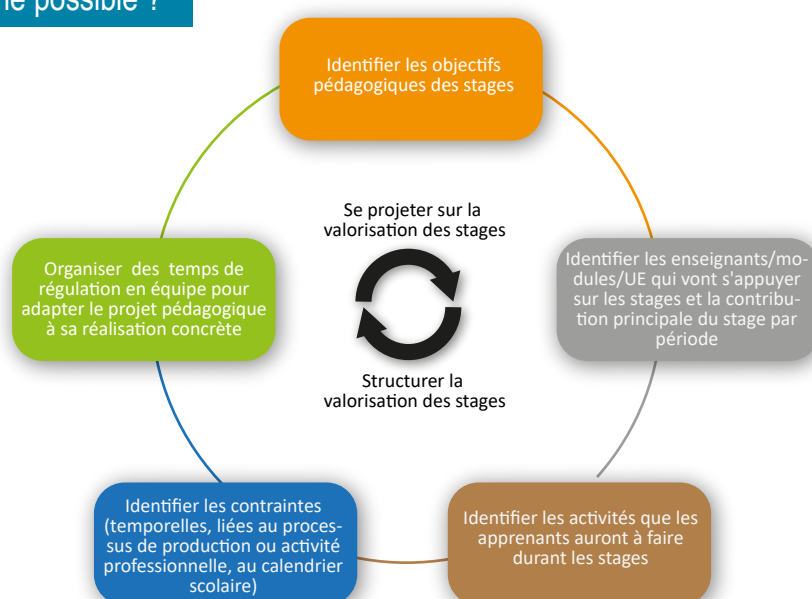 ne possible ?
Identifier les objectifs
pédagogiques des stages
Se projeter sur la
valorisation des stages
Identifier les enseignants/mo-
dules/UE qui vont s'appuyer
sur les stages et la contribu-
tion principale du stage par
période
Organiser des temps de
régulation en équipe pour
adapter le projet pédagogique
à sa réalisation concrète
Structurer la
valorisation des stages
Identifier les contraintes
(temporelles, liées au proces-
sus de production ou activité
professionnelle, au calendrier
scolaire)
Identifier les activités que les
apprenants auront à faire
durant les stages